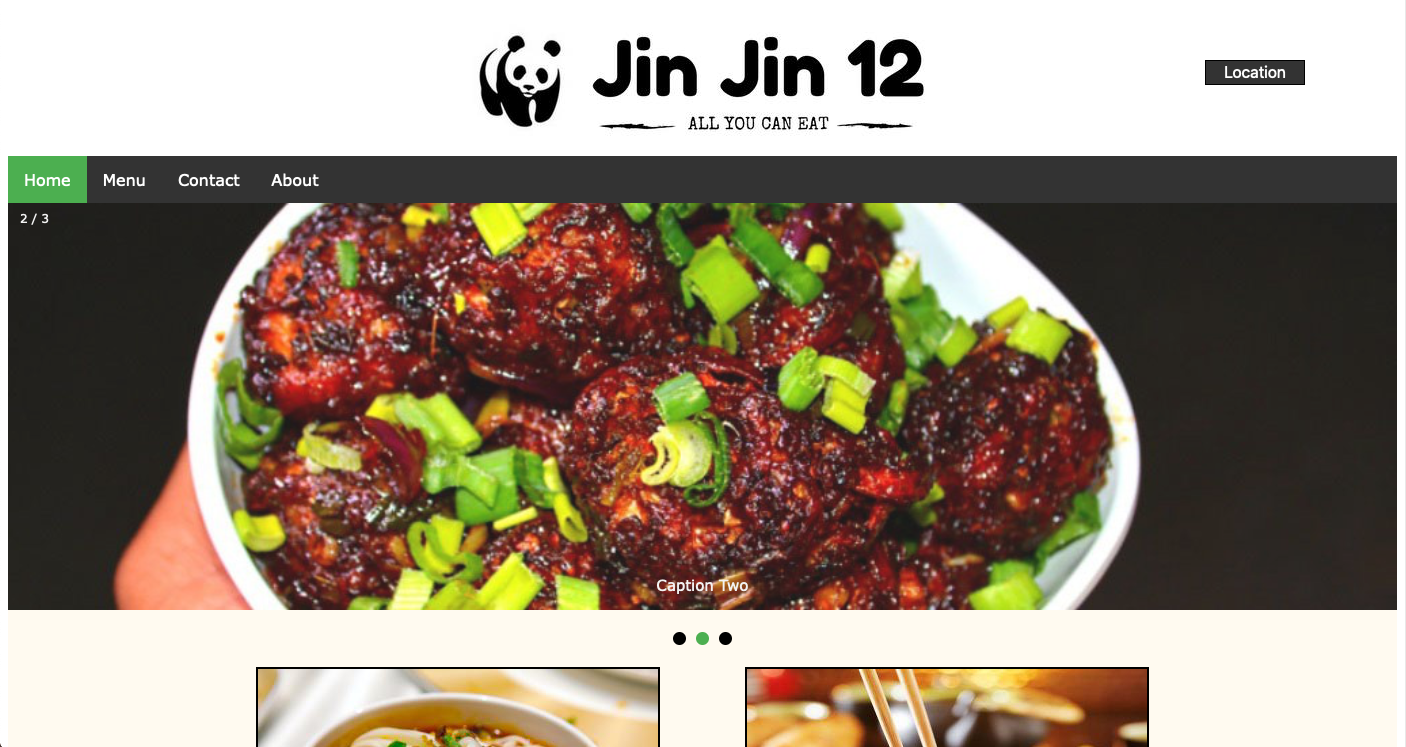 Jin Jin 12
ALL YOU CAN EAT
Location
Home Menu Contact About
2 / 3
Caption Two